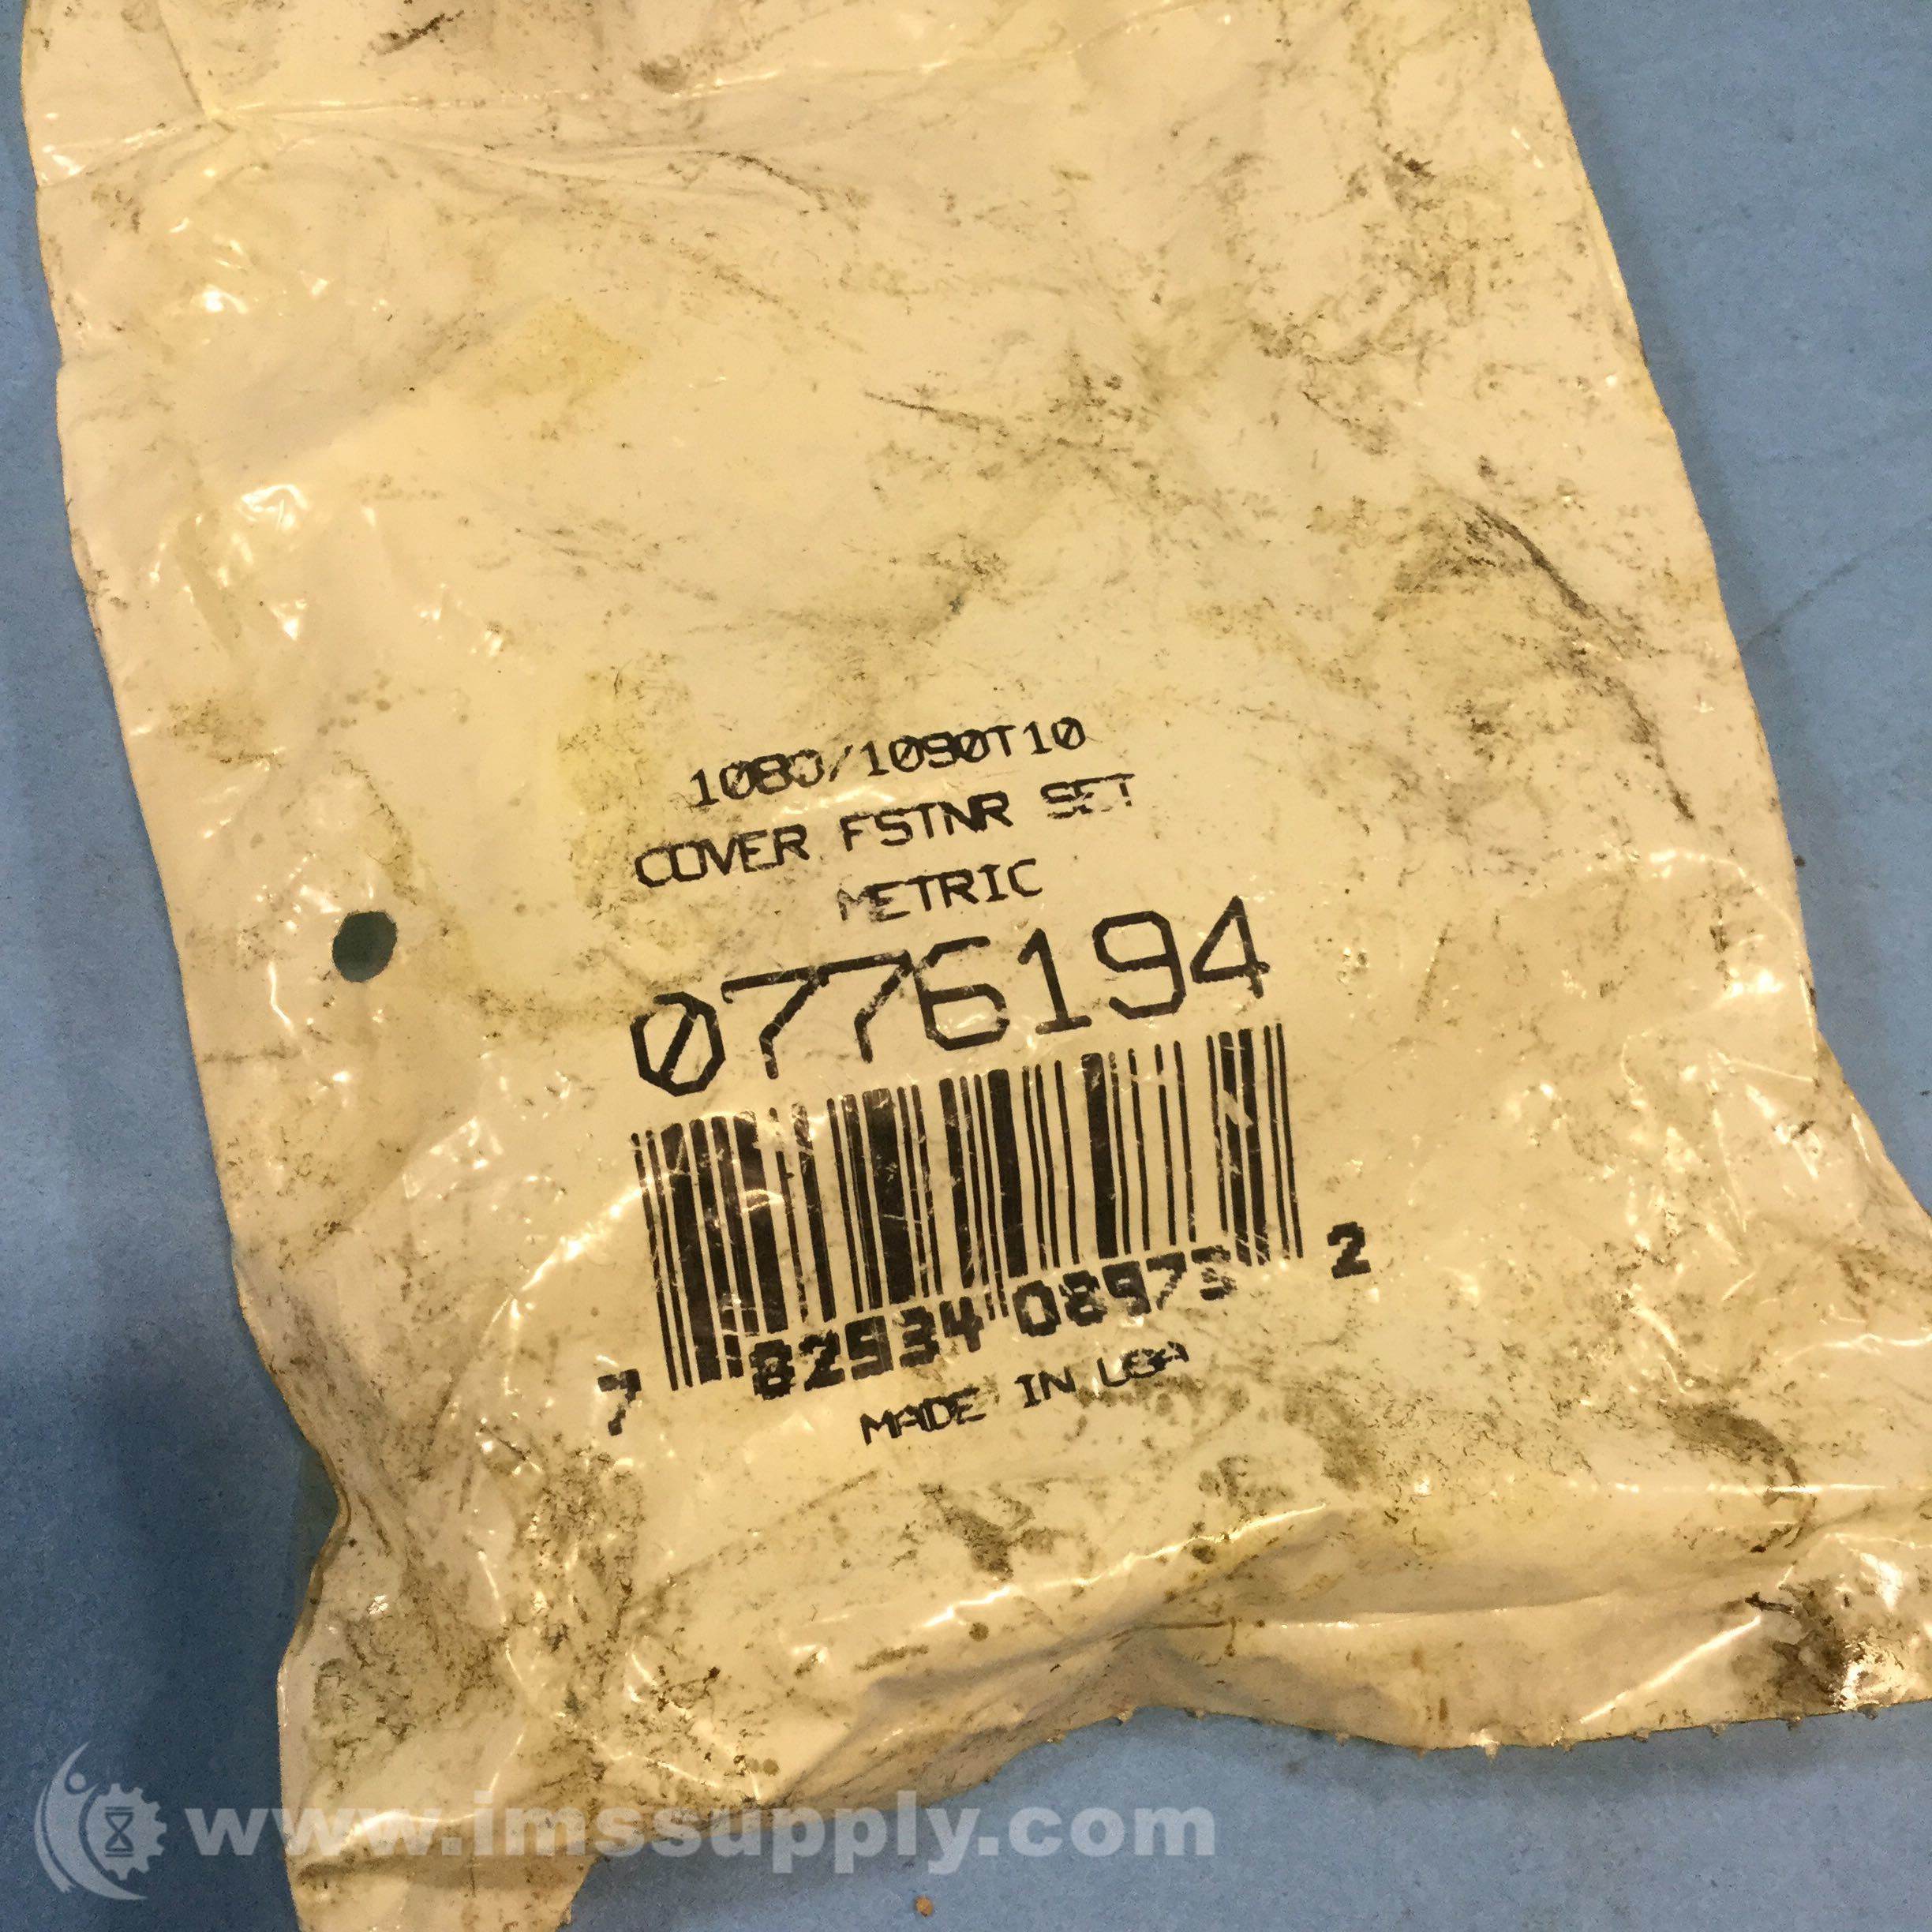 1080/1090T10
COVER FSTNR SET
METRIC
0776194
7 82934 08973 2
MADE IN USA
www.imssupply.com